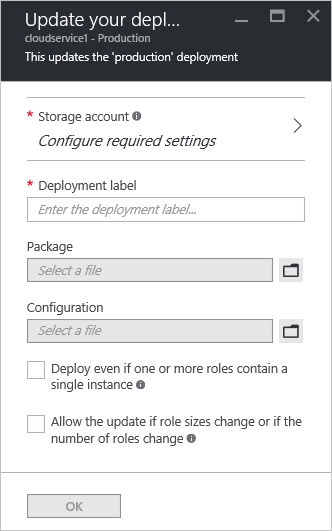 Update your depl...
cloudservice1 - Production
This updates the 'production' deployment
* Storage account
Configure required settings
* Deployment label
Enter the deployment label...
Package
Select a file
Configuration
Select a file
Deploy even if one or more roles contain a
single instance
Allow the update if role sizes change or if the
number of roles change
OK